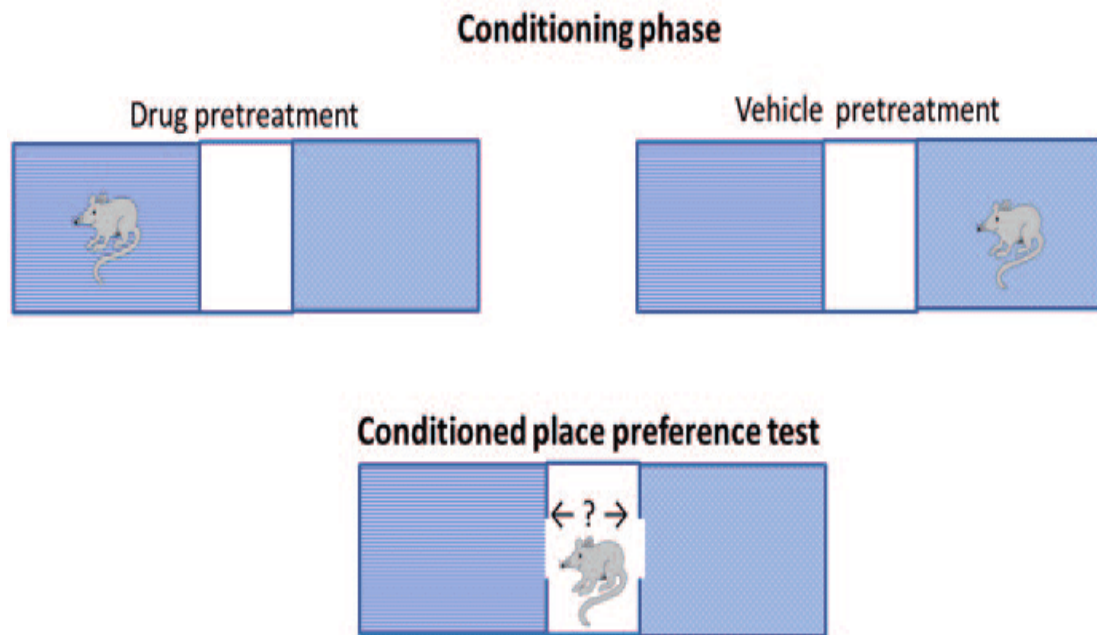 Conditioning phase
Drug pretreatment
Vehicle pretreatment
Conditioned place preference test
← ? →